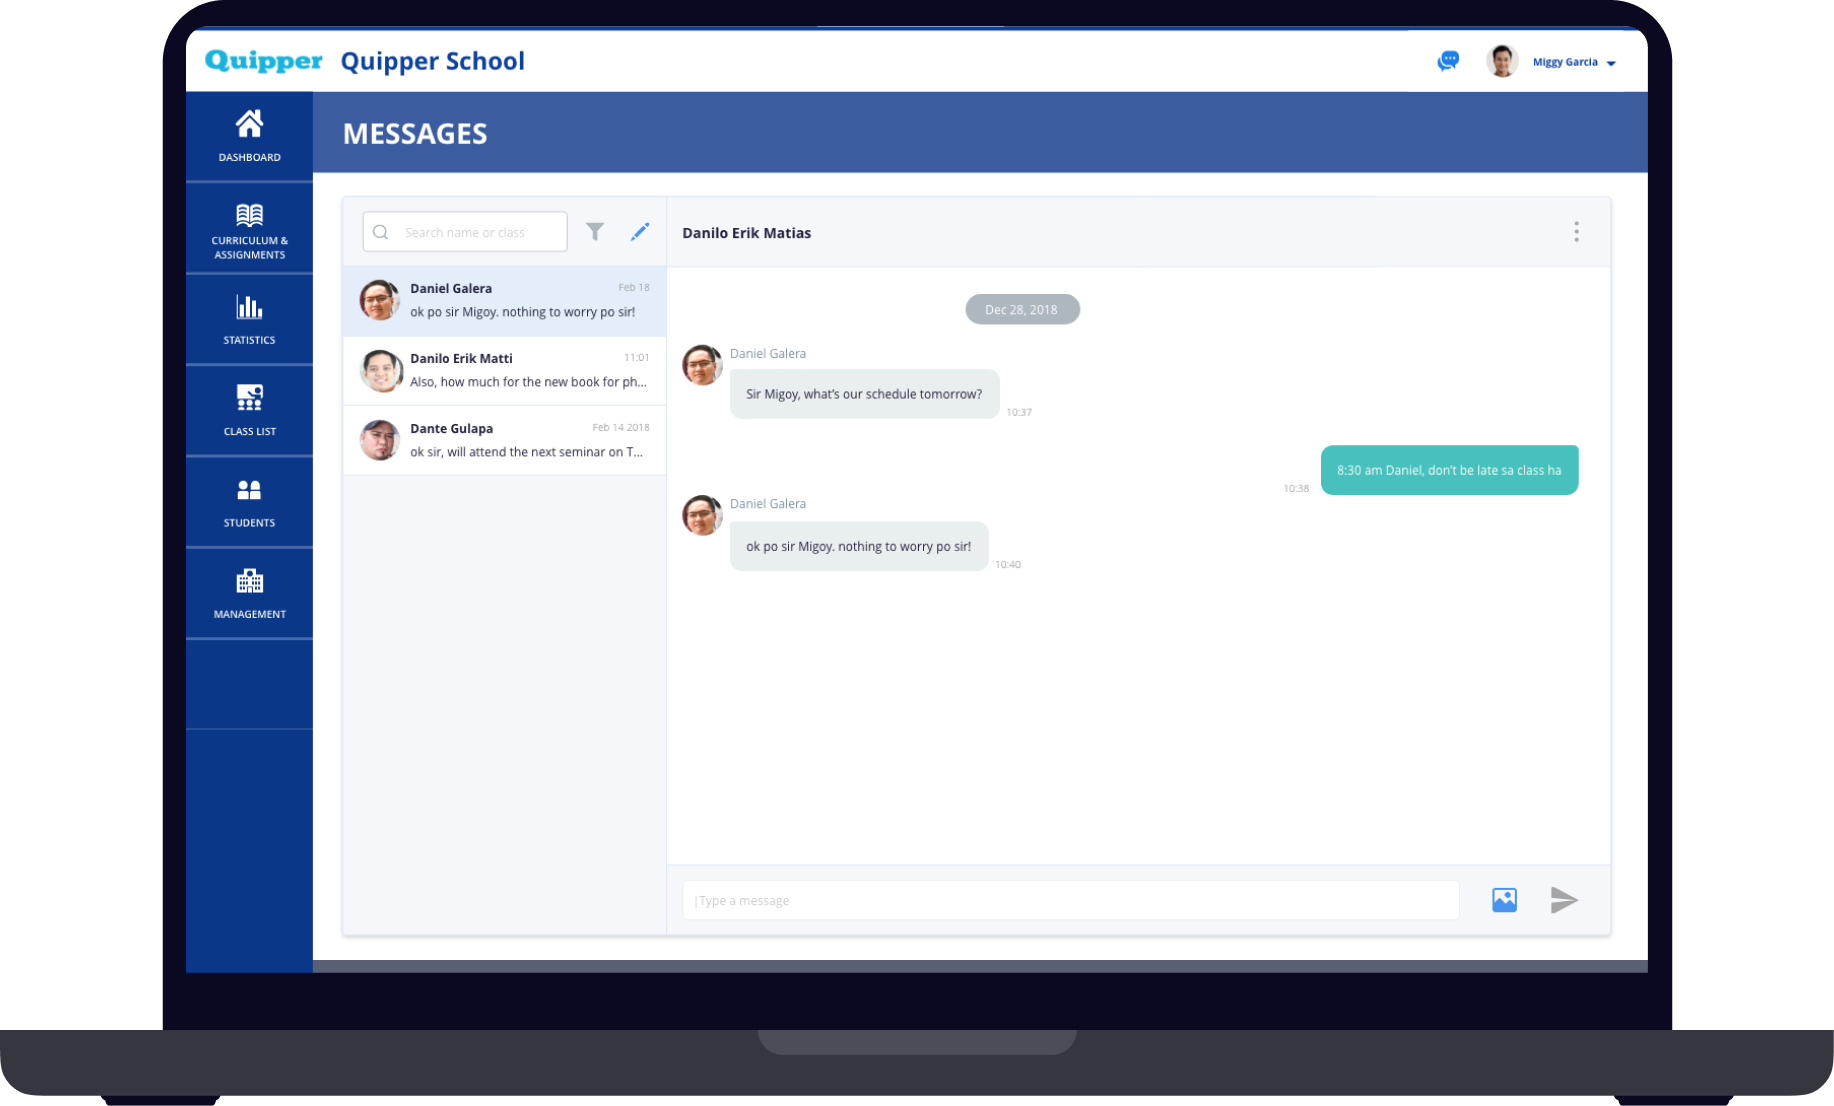 Quipper Quipper School
Miggy Garcia
MESSAGES
DASHBOARD
CURRICULUM &
ASSIGNMENTS
STATISTICS
CLASS LIST
STUDENTS
MANAGEMENT
Search name or class
Daniel Galera Feb 18
ok po sir Migoy. nothing to worry po sir!
Danilo Erik Matti 11:01
Also, how much for the new book for ph...
Dante Gulapa Feb 14 2018
ok sir, will attend the next seminar on T...
Danilo Erik Matias
Dec 28, 2018
Daniel Galera
Sir Migoy, what's our schedule tomorrow?
10:37
8:30 am Daniel, don't be late sa class ha
10:38
Daniel Galera
ok po sir Migoy. nothing to worry po sir!
10:40
|Type a message